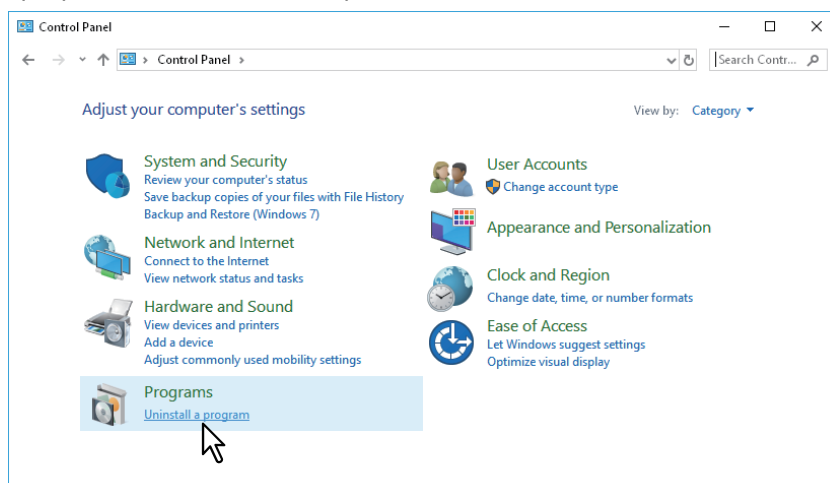 Control Panel
Control Panel
Search Contr...
Adjust your computer's settings
View by: Category
System and Security
Review your computer's status
Save backup copies of your files with File History
Backup and Restore (Windows 7)
Network and Internet
Connect to the Internet
View network status and tasks
Hardware and Sound
View devices and printers
Add a device
Adjust commonly used mobility settings
Programs
Uninstall a program
User Accounts
Change account type
Appearance and Personalization
Clock and Region
Change date, time, or number formats
Ease of Access
Let Windows suggest settings
Optimize visual display